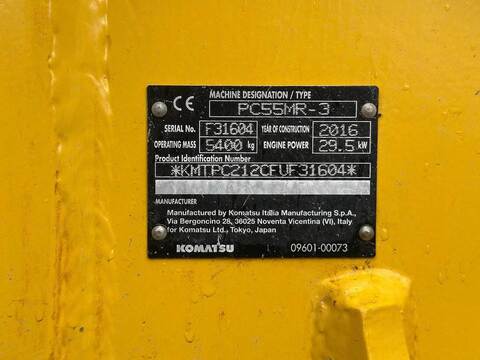 CE
MACHINE DESIGNATION / TYPE
PC55MR-3
SERIAL No. F31604 YEAR OF CONSTRUCTION 2016
OPERATING MASS 5400 kg ENGINE POWER 29.5 kW
Product Identification Number
*KMTPC212CFUF31604*
MANUFACTURER
Manufactured by Komatsu Italia Manufacturing S.p.A.,
Via Bergoncino 28, 36025 Noventa Vicentina (VI), Italy
for Komatsu Ltd., Tokyo, Japan
KOMATSU 09601-00073